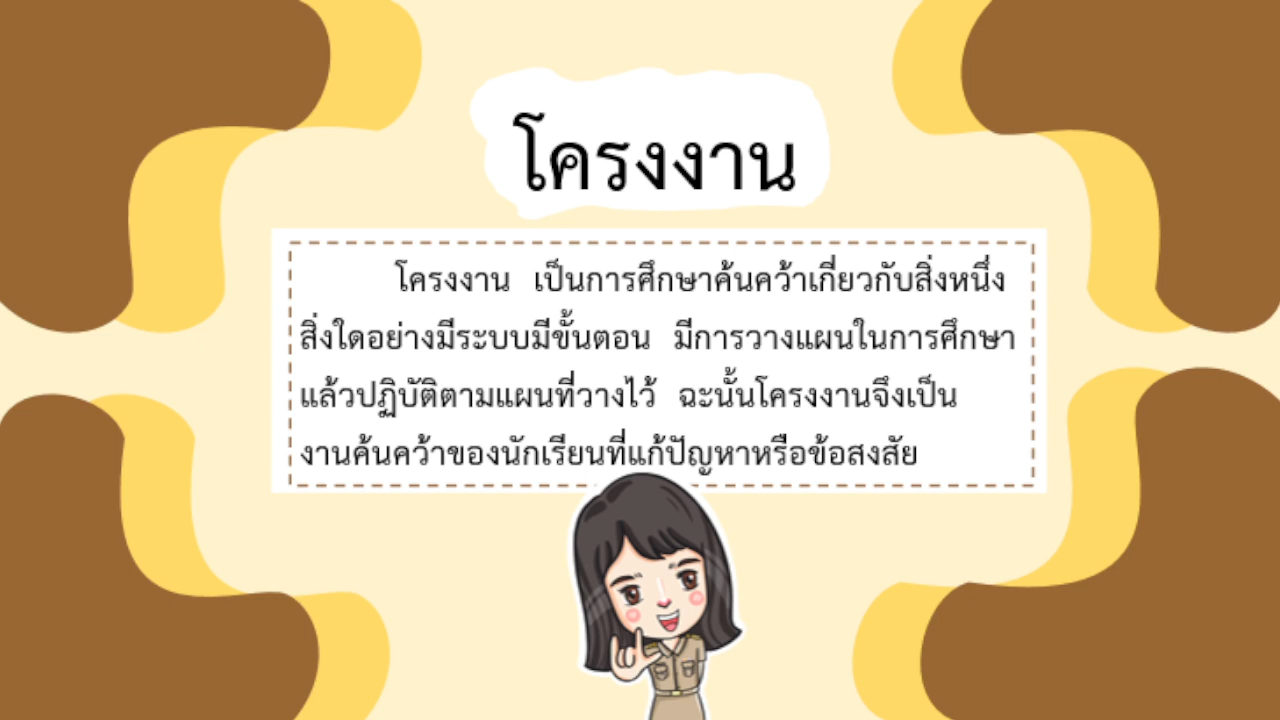 โครงงาน
โครงงาน เป็นการศึกษาค้นคว้าเกี่ยวกับสิ่งหนึ่ง
สิ่งใดอย่างมีระบบมีขั้นตอน มีการวางแผนในการศึกษา
แล้วปฏิบัติตามแผนที่วางไว้ ฉะนั้นโครงงานจึงเป็น
งานค้นคว้าของนักเรียนที่แก้ปัญหาหรือข้อสงสัย